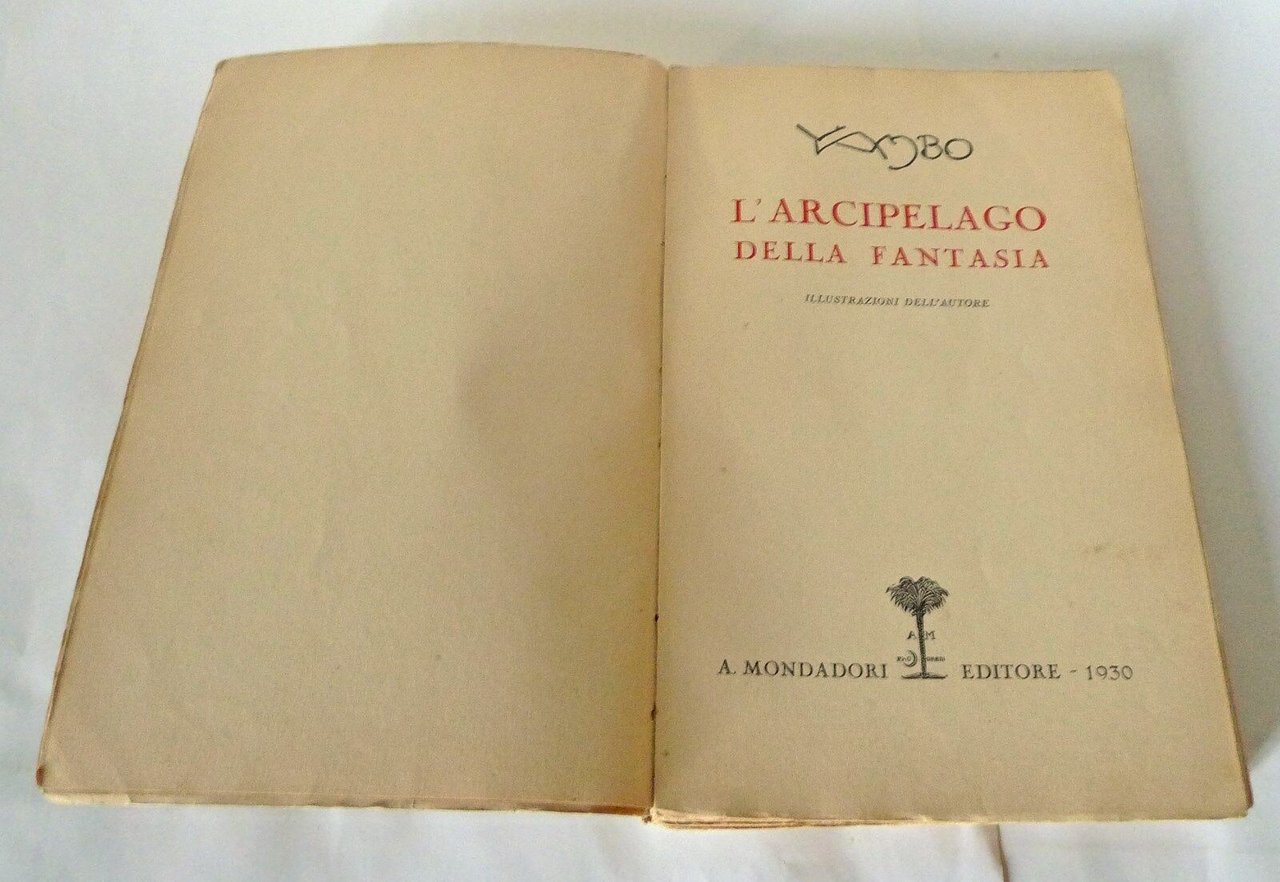 YAMBO
L'ARCIPELAGO
DELLA FANTASIA
ILLUSTRAZIONI DELL'AUTORE
A M
A. MONDADORI EDITORE - 1930